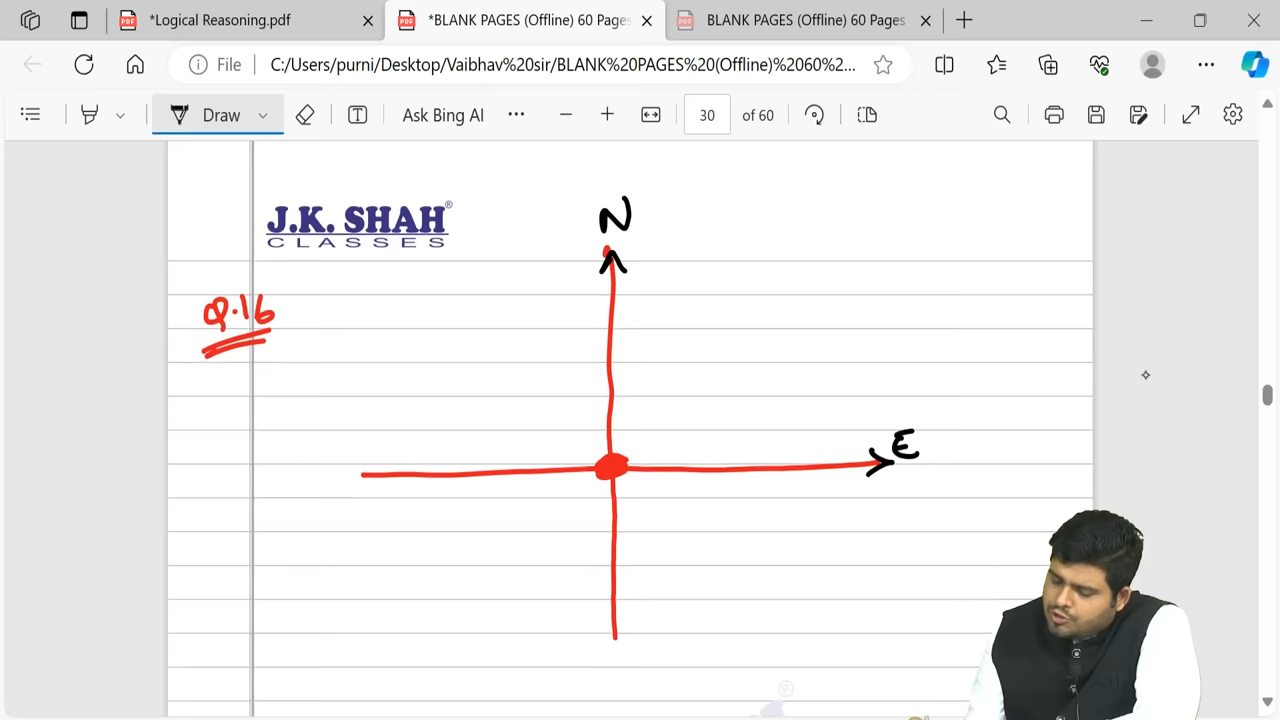 *Logical Reasoning.pdf
*BLANK PAGES (Offline) 60 Pages
BLANK PAGES (Offline) 60 Pages
File
C:/Users/purni/Desktop/Vaibhav%20sir/BLANK%20PAGES%20(Offline)%2060%2...
Draw
Ask Bing AI
30 of 60
J.K. SHAH®
CLASSES
N
Q.16
E